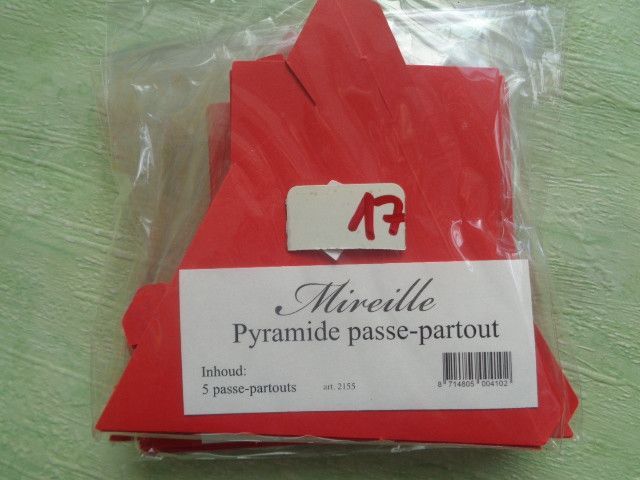 17
Mireille
Pyramide passe-partout
Inhoud:
5 passe-partouts art. 2155
8 714805 004102